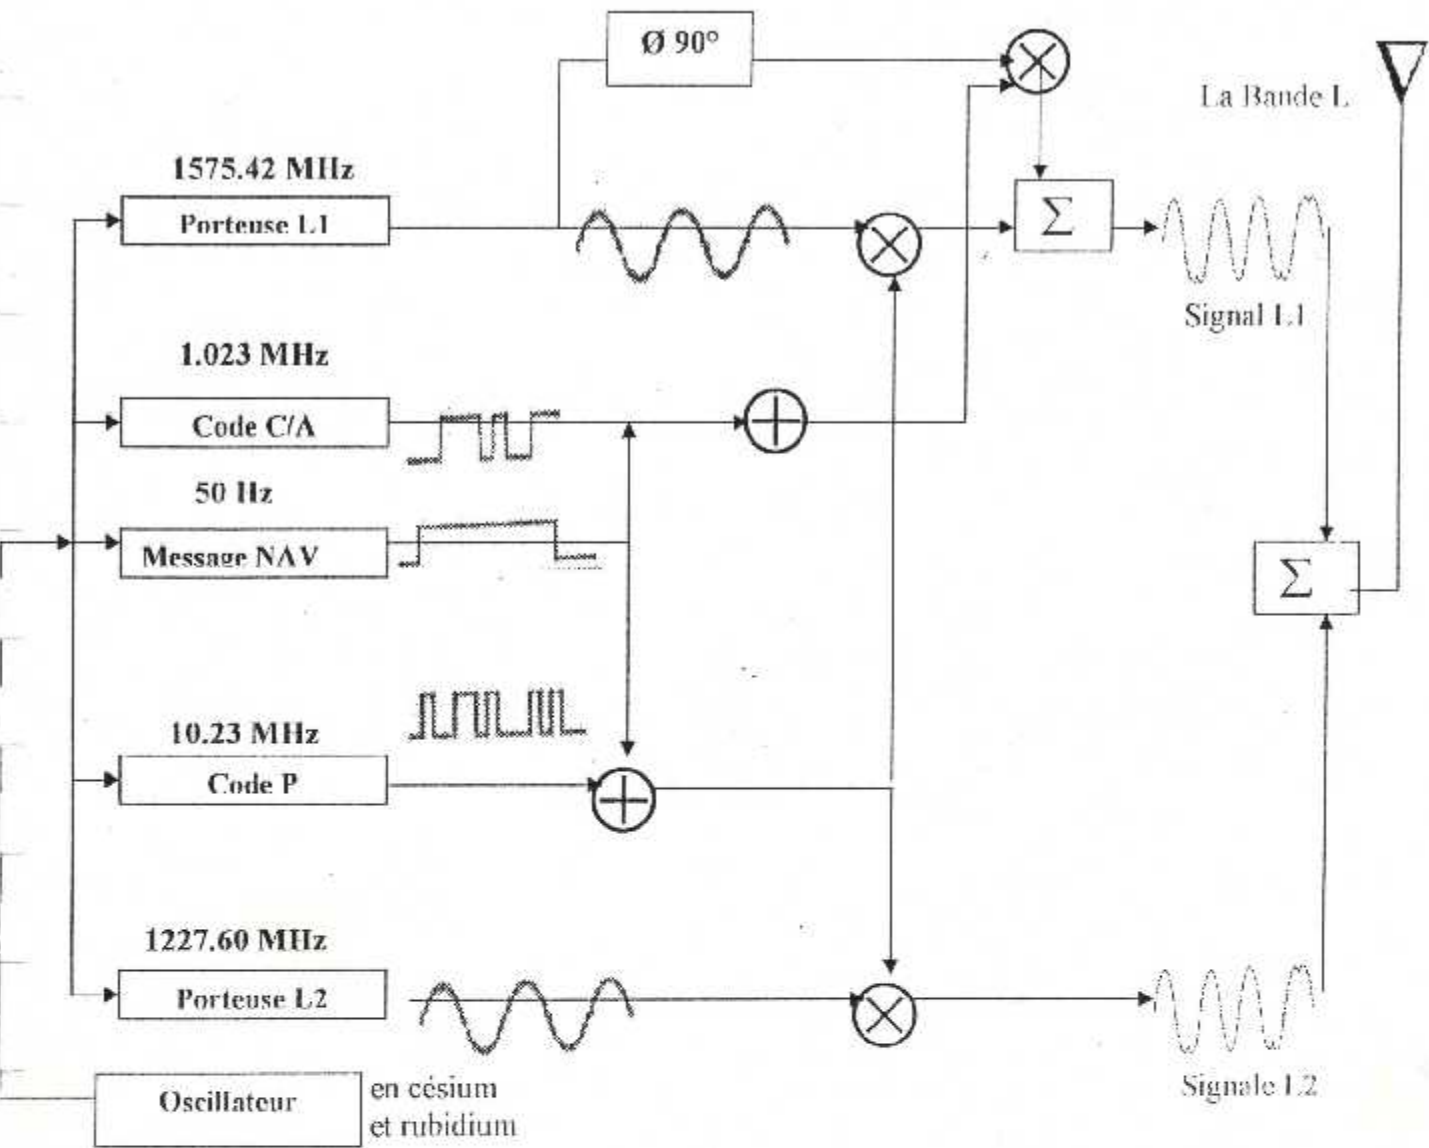 Ø 90°
La Bande L
1575.42 MHz
Porteuse L1
Σ
Signal L1
1.023 MHz
Code C/A
50 Hz
Message NAV
Σ
10.23 MHz
Code P
1227.60 MHz
Porteuse L2
Signale L2
Oscillateur
en césium
et rubidium